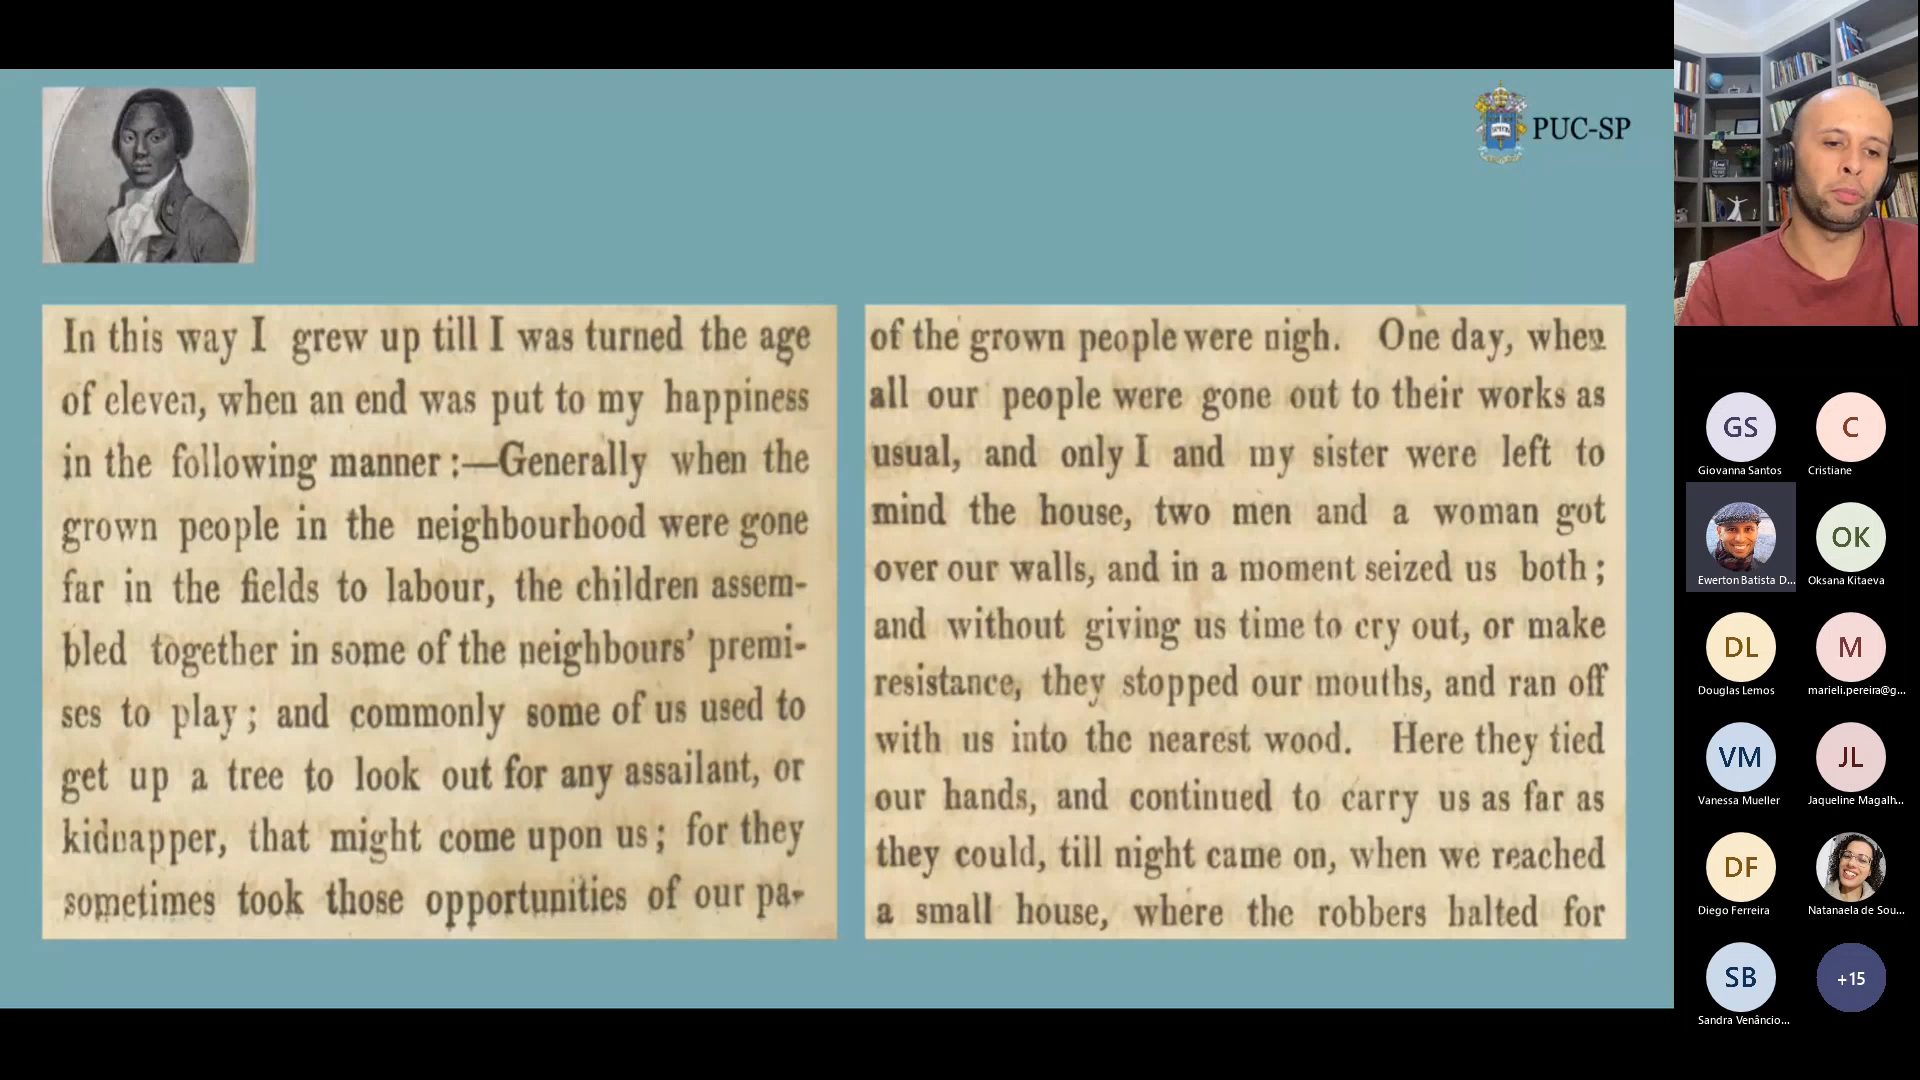 PUC-SP
In this way I grew up till I was turned the age
of eleven, when an end was put to my happiness
in the following manner:—Generally when the
grown people in the neighbourhood were gone
far in the fields to labour, the children assem-
bled together in some of the neighbours' premi-
ses to play; and commonly some of us used to
get up a tree to look out for any assailant, or
kidnapper, that might come upon us; for they
sometimes took those opportunities of our pa-
of the grown people were nigh. One day, when
all our people were gone out to their works as
usual, and only I and my sister were left to
mind the house, two men and a woman got
over our walls, and in a moment seized us both;
and without giving us time to cry out, or make
resistance, they stopped our mouths, and ran off
with us into the nearest wood. Here they tied
our hands, and continued to carry us as far as
they could, till night came on, when we reached
a small house, where the robbers halted for
GS
Giovanna Santos
C
Cristiane
Ewerton Batista D...
OK
Oksana Kitaeva
DL
Douglas Lemos
M
marieli.pereira@g...
VM
Vanessa Mueller
JL
Jaqueline Magalh...
DF
Diego Ferreira
Natanaela de Sou...
SB
Sandra Venâncio...
+15